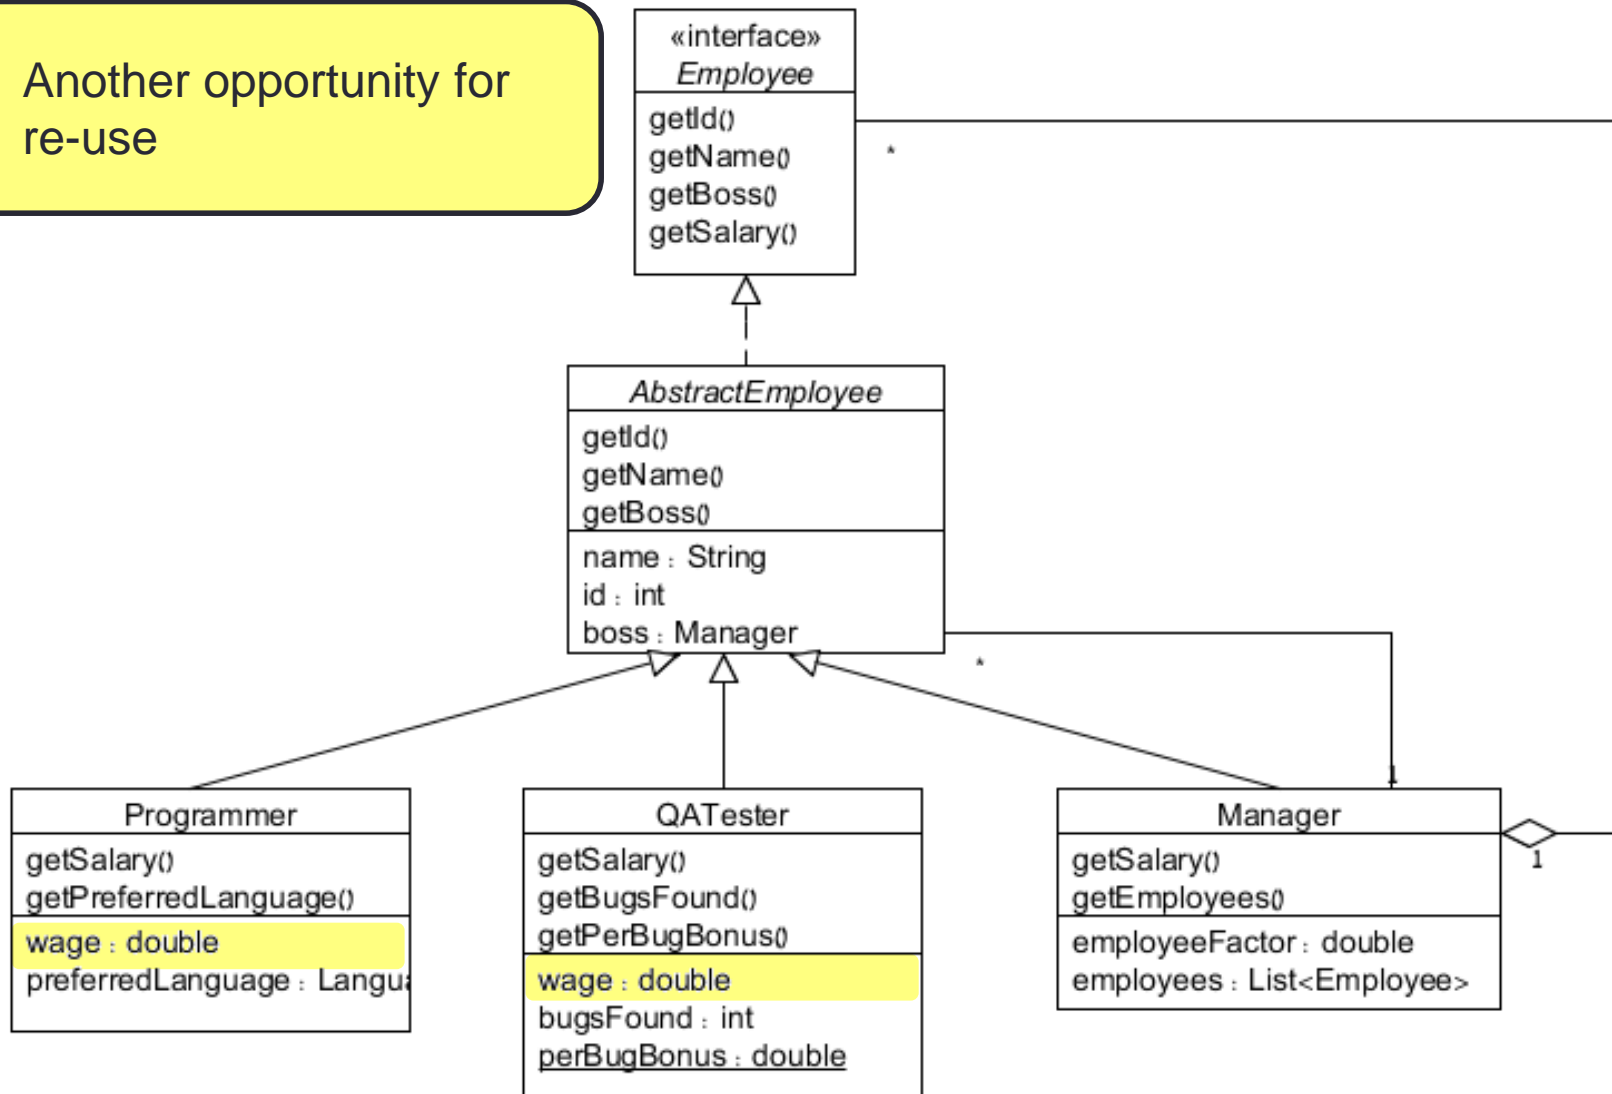 Another opportunity for
re-use
«interface»
Employee
getId()
getName()
getBoss()
getSalary()
*
AbstractEmployee
getId()
getName()
getBoss()
name : String
id : int
boss : Manager
*
1
Programmer
getSalary()
getPreferredLanguage()
wage : double
preferredLanguage : Langua
QATester
getSalary()
getBugsFound()
getPerBugBonus()
wage : double
bugsFound : int
perBugBonus : double
Manager
getSalary()
getEmployees()
employeeFactor : double
employees : List<Employee>
1